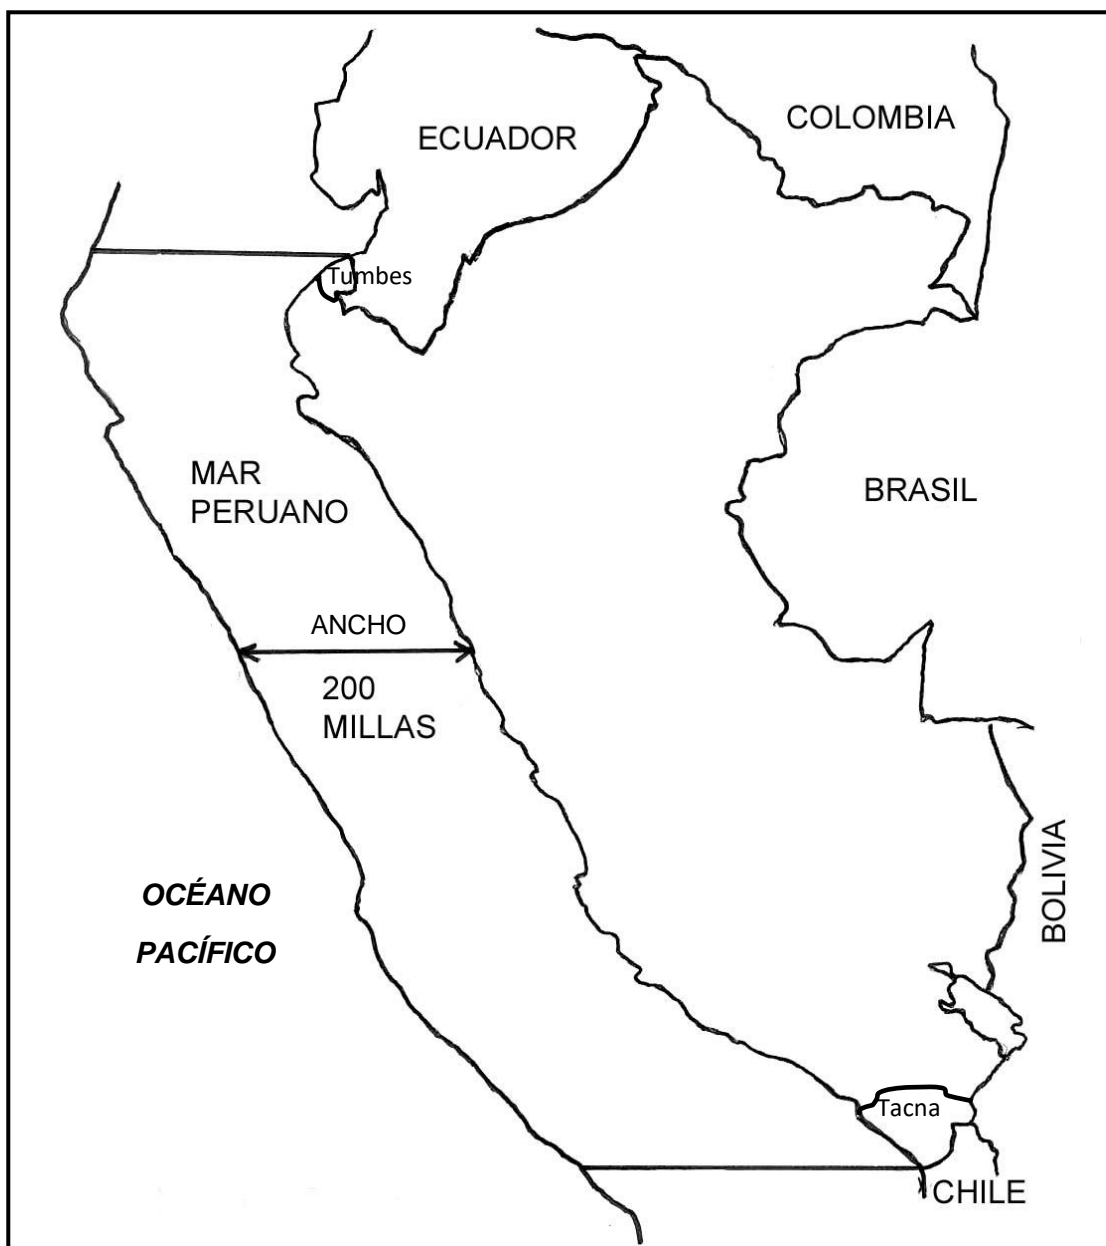 COLOMBIA
ECUADOR
Tumbes
MAR
PERUANO
BRASIL
ANCHO
200
MILLAS
BOLIVIA
OCÉANO
PACÍFICO
Tacna
CHILE